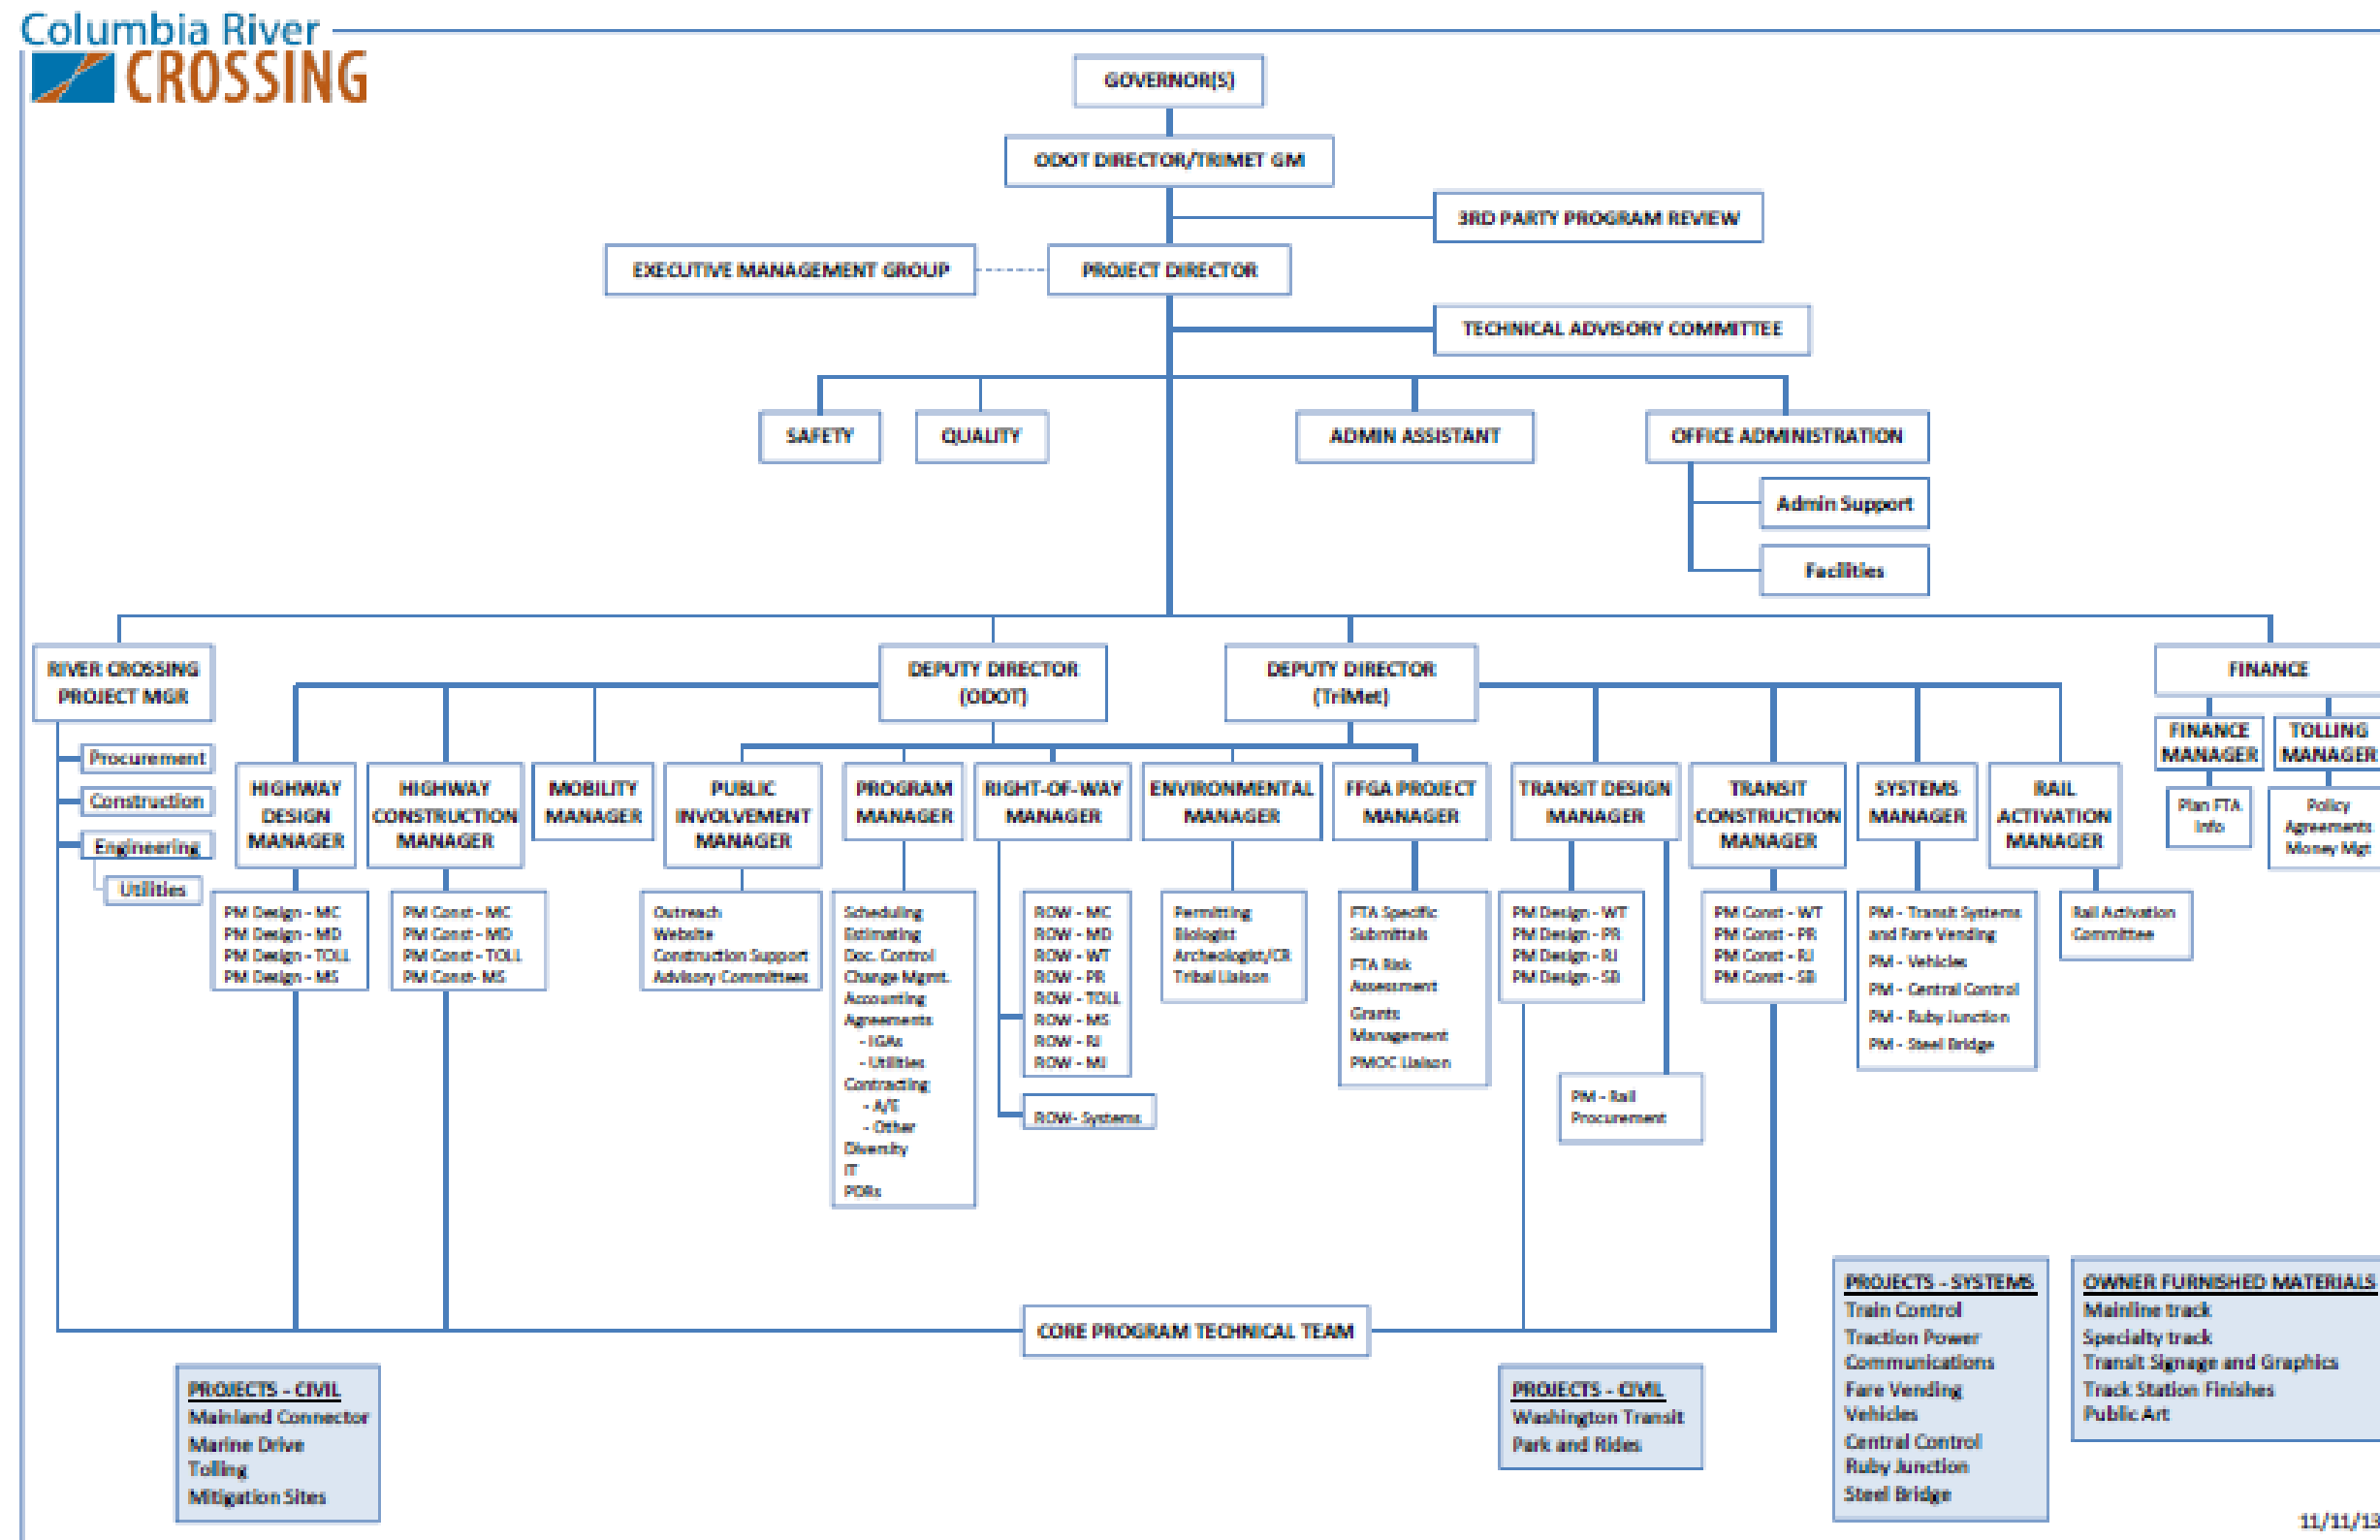 Columbia River
CROSSING
GOVERNOR(S)
ODOT DIRECTOR/TRIMET GM
3RD PARTY PROGRAM REVIEW
EXECUTIVE MANAGEMENT GROUP
PROJECT DIRECTOR
TECHNICAL ADVISORY COMMITTEE
SAFETY
QUALITY
ADMIN ASSISTANT
OFFICE ADMINISTRATION
Admin Support
Facilities
RIVER CROSSING
PROJECT MGR
DEPUTY DIRECTOR
(ODOT)
DEPUTY DIRECTOR
(TriMet)
FINANCE
Procurement
Construction
Engineering
Utilities
HIGHWAY
DESIGN
MANAGER
HIGHWAY
CONSTRUCTION
MANAGER
MOBILITY
MANAGER
PUBLIC
INVOLVEMENT
MANAGER
PROGRAM
MANAGER
RIGHT-OF-WAY
MANAGER
ENVIRONMENTAL
MANAGER
FFGA PROJECT
MANAGER
TRANSIT DESIGN
MANAGER
TRANSIT
CONSTRUCTION
MANAGER
SYSTEMS
MANAGER
RAIL
ACTIVATION
MANAGER
FINANCE
MANAGER
TOLLING
MANAGER
Plan FTA
Info
Policy
Agreements
Money Mgt
PM Design - MC
PM Design - MD
PM Design - TOLL
PM Design - MS
PM Const - MC
PM Const - MD
PM Const - TOLL
PM Const- MS
Outreach
Website
Construction Support
Advisory Committees
Scheduling
Estimating
Doc. Control
Change Mgmt.
Accounting
Agreements
- IGAs
- Utilities
Contracting
- A/E
- Other
Diversity
IT
PDRs
ROW - MC
ROW - MD
ROW - WT
ROW - PR
ROW - TOLL
ROW - MS
ROW - RJ
ROW - MJ
ROW- Systems
Permitting
Biologist
Archeologist/CR
Tribal Liaison
FTA Specific
Submittals
FTA Risk
Assessment
Grants
Management
PMOC Liaison
PM Design - WT
PM Design - PR
PM Design - RJ
PM Design - SB
PM - Rail
Procurement
PM Const - WT
PM Const - PR
PM Const - RJ
PM Const - SB
PM - Transit Systems
and Fare Vending
PM - Vehicles
PM - Central Control
PM - Ruby Junction
PM - Steel Bridge
Rail Activation
Committee
CORE PROGRAM TECHNICAL TEAM
PROJECTS - CIVIL
Mainland Connector
Marine Drive
Tolling
Mitigation Sites
PROJECTS - CIVIL
Washington Transit
Park and Rides
PROJECTS - SYSTEMS
Train Control
Traction Power
Communications
Fare Vending
Vehicles
Central Control
Ruby Junction
Steel Bridge
OWNER FURNISHED MATERIALS
Mainline track
Specialty track
Transit Signage and Graphics
Track Station Finishes
Public Art